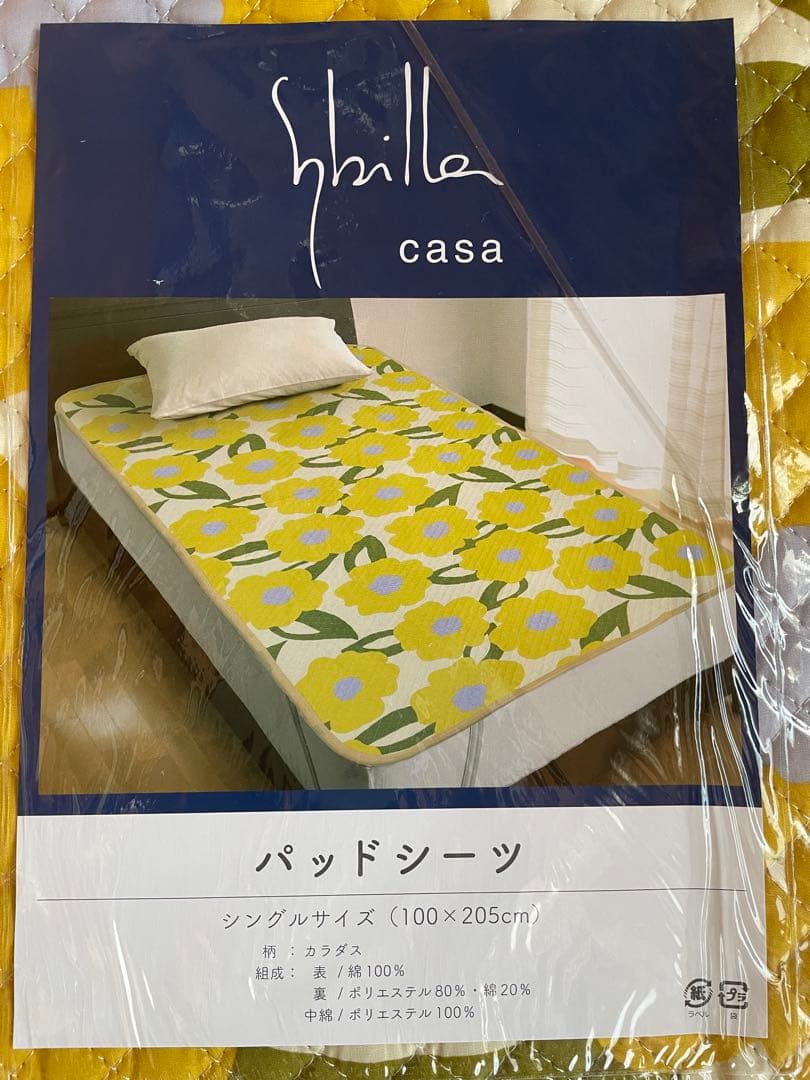 Sybilla
casa
パッドシーツ
シングルサイズ（100×205cm）
柄 ： カラダス
組成： 表 / 綿100%
裏 / ポリエステル80%・綿20%
中綿 / ポリエステル100%
紙 プラ
ラベル 袋